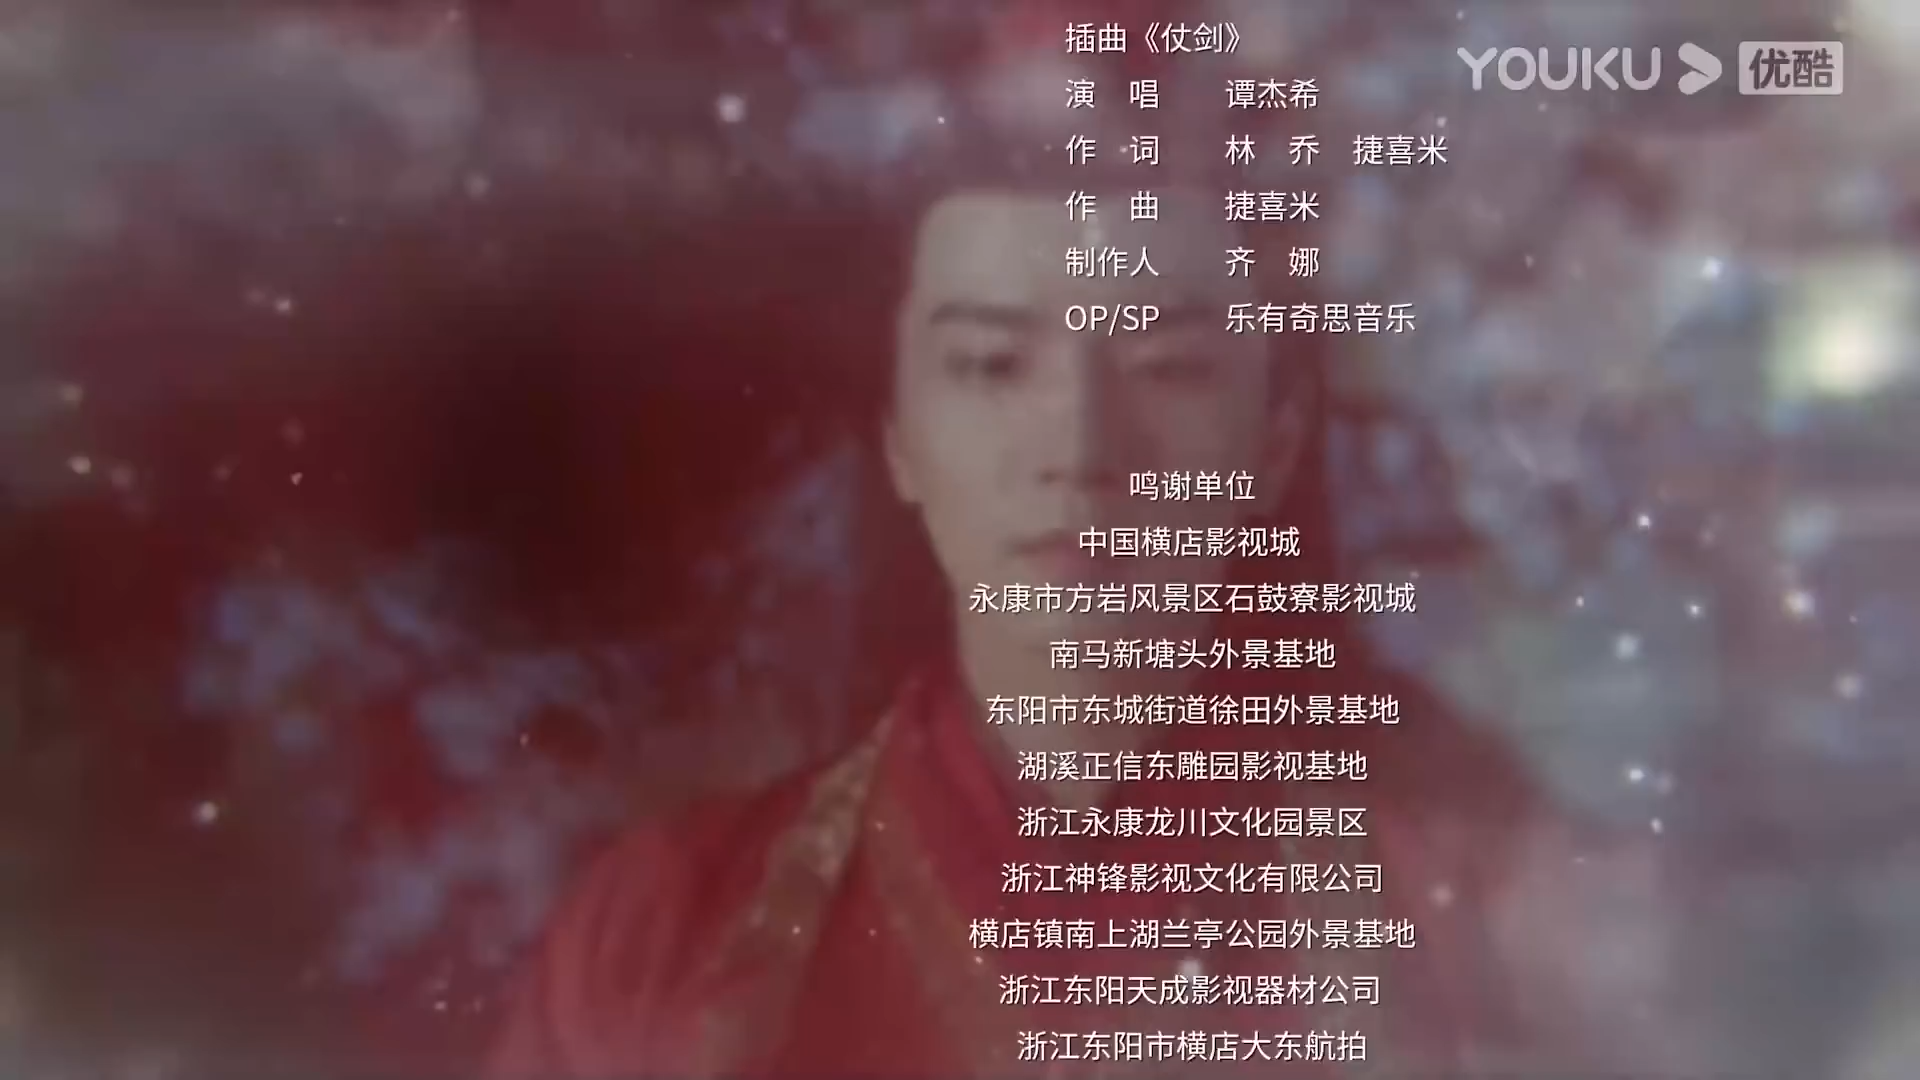 插曲《仗剑》
YOUKU 优酷
演 唱 谭杰希
作 词 林 乔 捷喜米
作 曲 捷喜米
制作人 齐 娜
OP/SP 乐有奇思音乐
鸣谢单位
中国横店影视城
永康市方岩风景区石鼓寮影视城
南马新塘头外景基地
东阳市东城街道徐田外景基地
湖溪正信东雕园影视基地
浙江永康龙川文化园景区
浙江神锋影视文化有限公司
横店镇南上湖兰亭公园外景基地
浙江东阳天成影视器材公司
浙江东阳市横店大东航拍